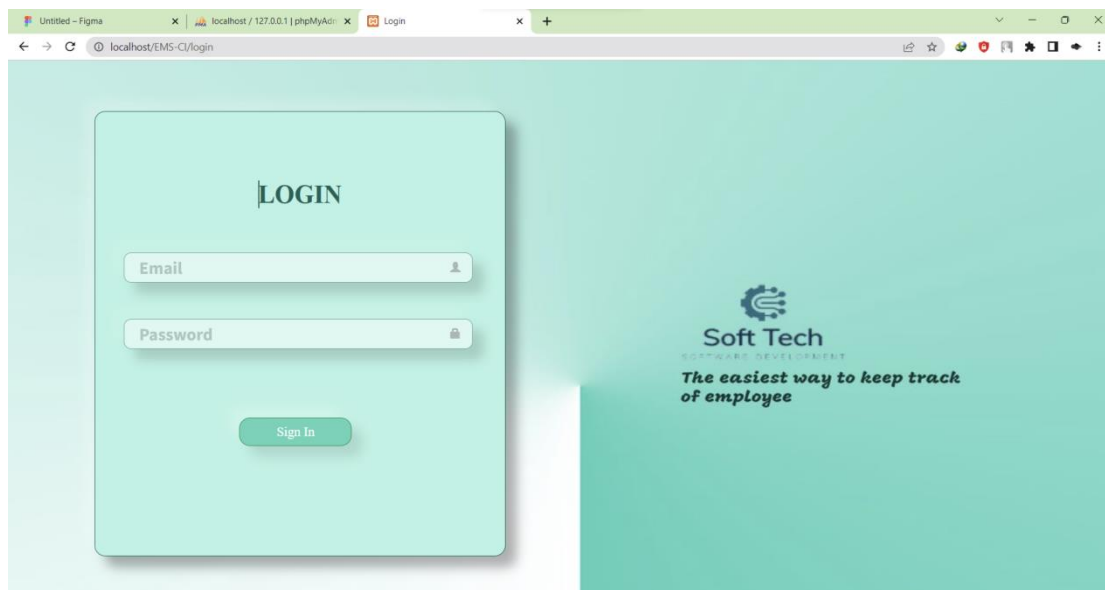 Untitled – Figma
localhost / 127.0.0.1 | phpMyAdm
Login
localhost/EMS-CI/login
LOGIN
Email
Password
Sign In
Soft Tech
SOFTWARE DEVELOPMENT
The easiest way to keep track
of employee